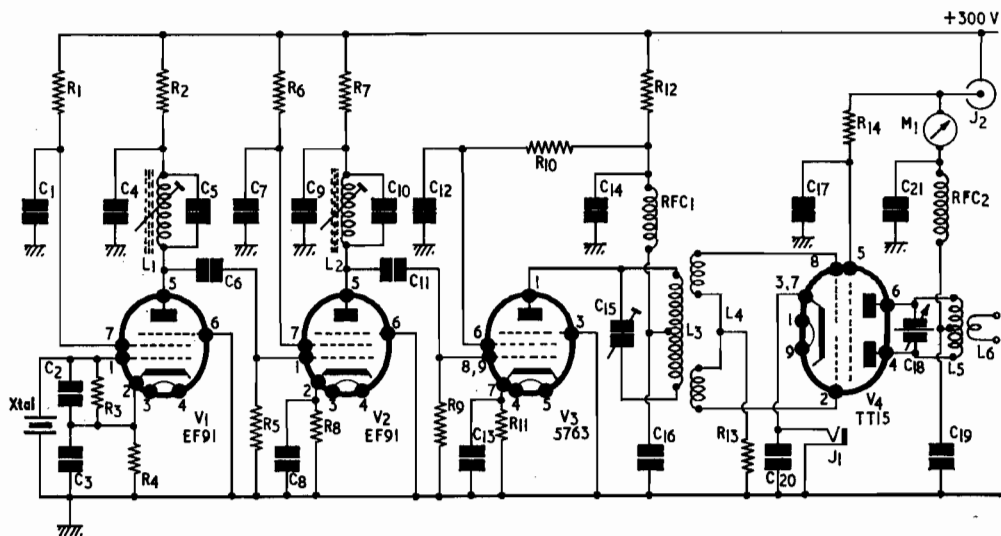 +300 V
R1
R2
R6
R7
R12
R14
M1
J2
R10
C1
C4
C5
C7
C9
C10
C12
C14
RFC1
C17
C21
RFC2
L1
C6
L2
C11
C15
L3
L4
L5
L6
C18
5
7
6
1
2
3
4
5
7
6
1
2
3
4
1
6
8,9
3
7
4
5
8
5
3,7
1
9
2
6
4
Xtal
C2
R3
C3
R4
V1
EF91
R5
C8
R8
V2
EF91
R9
C13
R11
V3
5763
C16
R13
C20
J1
V4
TT15
C19